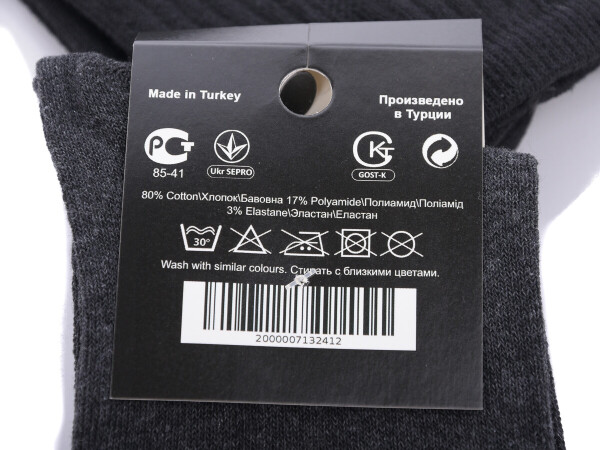 Made in Turkey
Произведено
в Турции
РСТ
85-41
Ukr SEPRO
GOST-K
80% Cotton\Хлопок\Бавовна 17% Polyamide\Полиамид\Поліамід
3% Elastane\Эластан\Еластан
30°
Wash with similar colours. Стирать с близкими цветами.
2000007132412